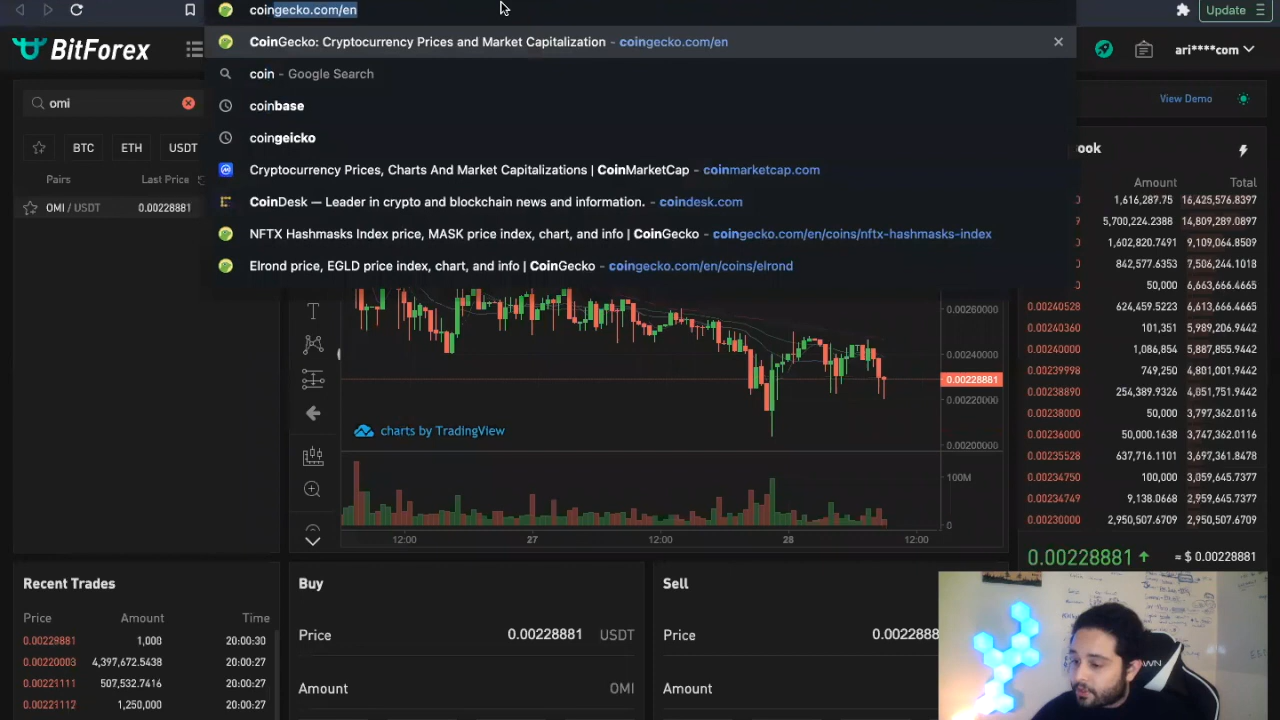 coingecko.com/en
Update
CoinGecko: Cryptocurrency Prices and Market Capitalization - coingecko.com/en
coin - Google Search
coinbase
coingeicko
Cryptocurrency Prices, Charts And Market Capitalizations | CoinMarketCap - coinmarketcap.com
CoinDesk — Leader in crypto and blockchain news and information. - coindesk.com
NFTX Hashmasks Index price, MASK price index, chart, and info | CoinGecko - coingecko.com/en/coins/nftx-hashmasks-index
Elrond price, EGLD price index, chart, and info | CoinGecko - coingecko.com/en/coins/elrond
BitForex
ari****com
omi
View Demo
BTC ETH USDT
Pairs Last Price
OMI / USDT 0.00228881
ook
Amount Total
1,616,287.75 16,425,576.8397
5,700,224.2388 14,809,289.0897
1,602,820.7491 9,109,064.8509
842,577.6353 7,506,244.1018
50,000 6,663,666.4665
0.00240528 624,459.5223 6,613,666.4665
0.00240360 101,351 5,989,206.9442
0.00240000 1,086,854 5,887,855.9442
0.00239998 749,250 4,801,001.9442
0.00238890 254,389.9326 4,051,751.9442
0.00238000 50,000 3,797,362.0116
0.00236000 50,000.1638 3,747,362.0116
0.00235528 637,716.1101 3,697,361.8478
0.00234750 100,000 3,059,645.7377
0.00234749 9,138.0668 2,959,645.7377
0.00230000 2,950,507.6709 2,950,507.6709
0.00228881 ≈ $ 0.00228881
0.00260000
0.00240000
0.00228881
0.00220000
0.00200000
100M
0
T
charts by TradingView
12:00 27 12:00 28 12:00
Recent Trades
Price Amount Time
0.00229881 1,000 20:00:30
0.00220003 4,397,672.5438 20:00:27
0.00221111 507,532.7416 20:00:27
0.00221112 1,250,000 20:00:27
Buy
Price 0.00228881 USDT
Amount OMI
Sell
Price 0.0022888
Amount